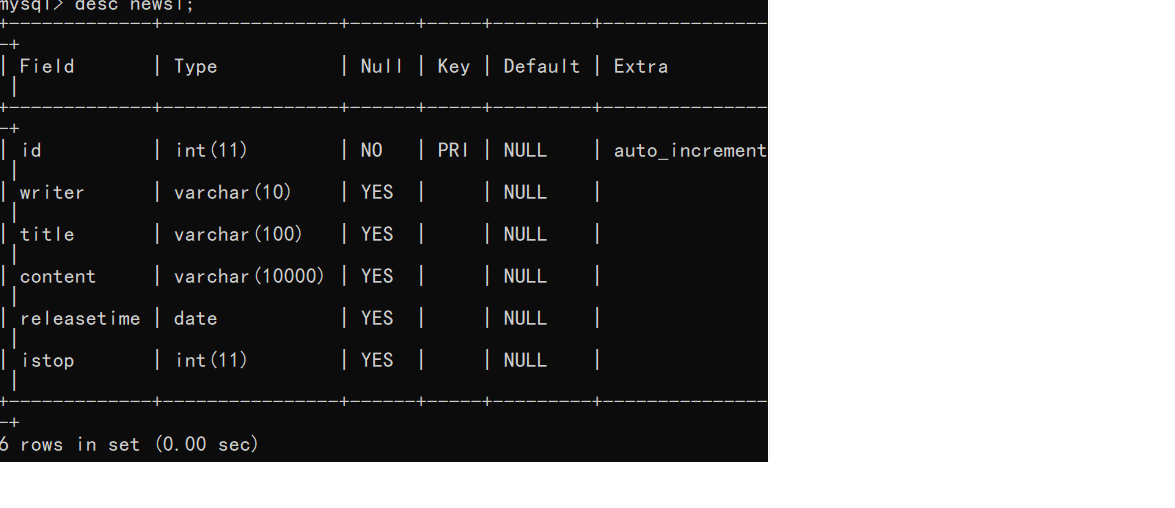 mysql> desc newsl;
+-------------+----------------+------+-----+---------+----------------
-+
| Field       | Type           | Null | Key | Default | Extra
 |
+-------------+----------------+------+-----+---------+----------------
-+
| id          | int(11)        | NO   | PRI | NULL    | auto_increment
 |
| writer      | varchar(10)    | YES  |     | NULL    |
 |
| title       | varchar(100)   | YES  |     | NULL    |
 |
| content     | varchar(10000) | YES  |     | NULL    |
 |
| releasetime | date           | YES  |     | NULL    |
 |
| istop       | int(11)        | YES  |     | NULL    |
 |
+-------------+----------------+------+-----+---------+----------------
-+
6 rows in set (0.00 sec)